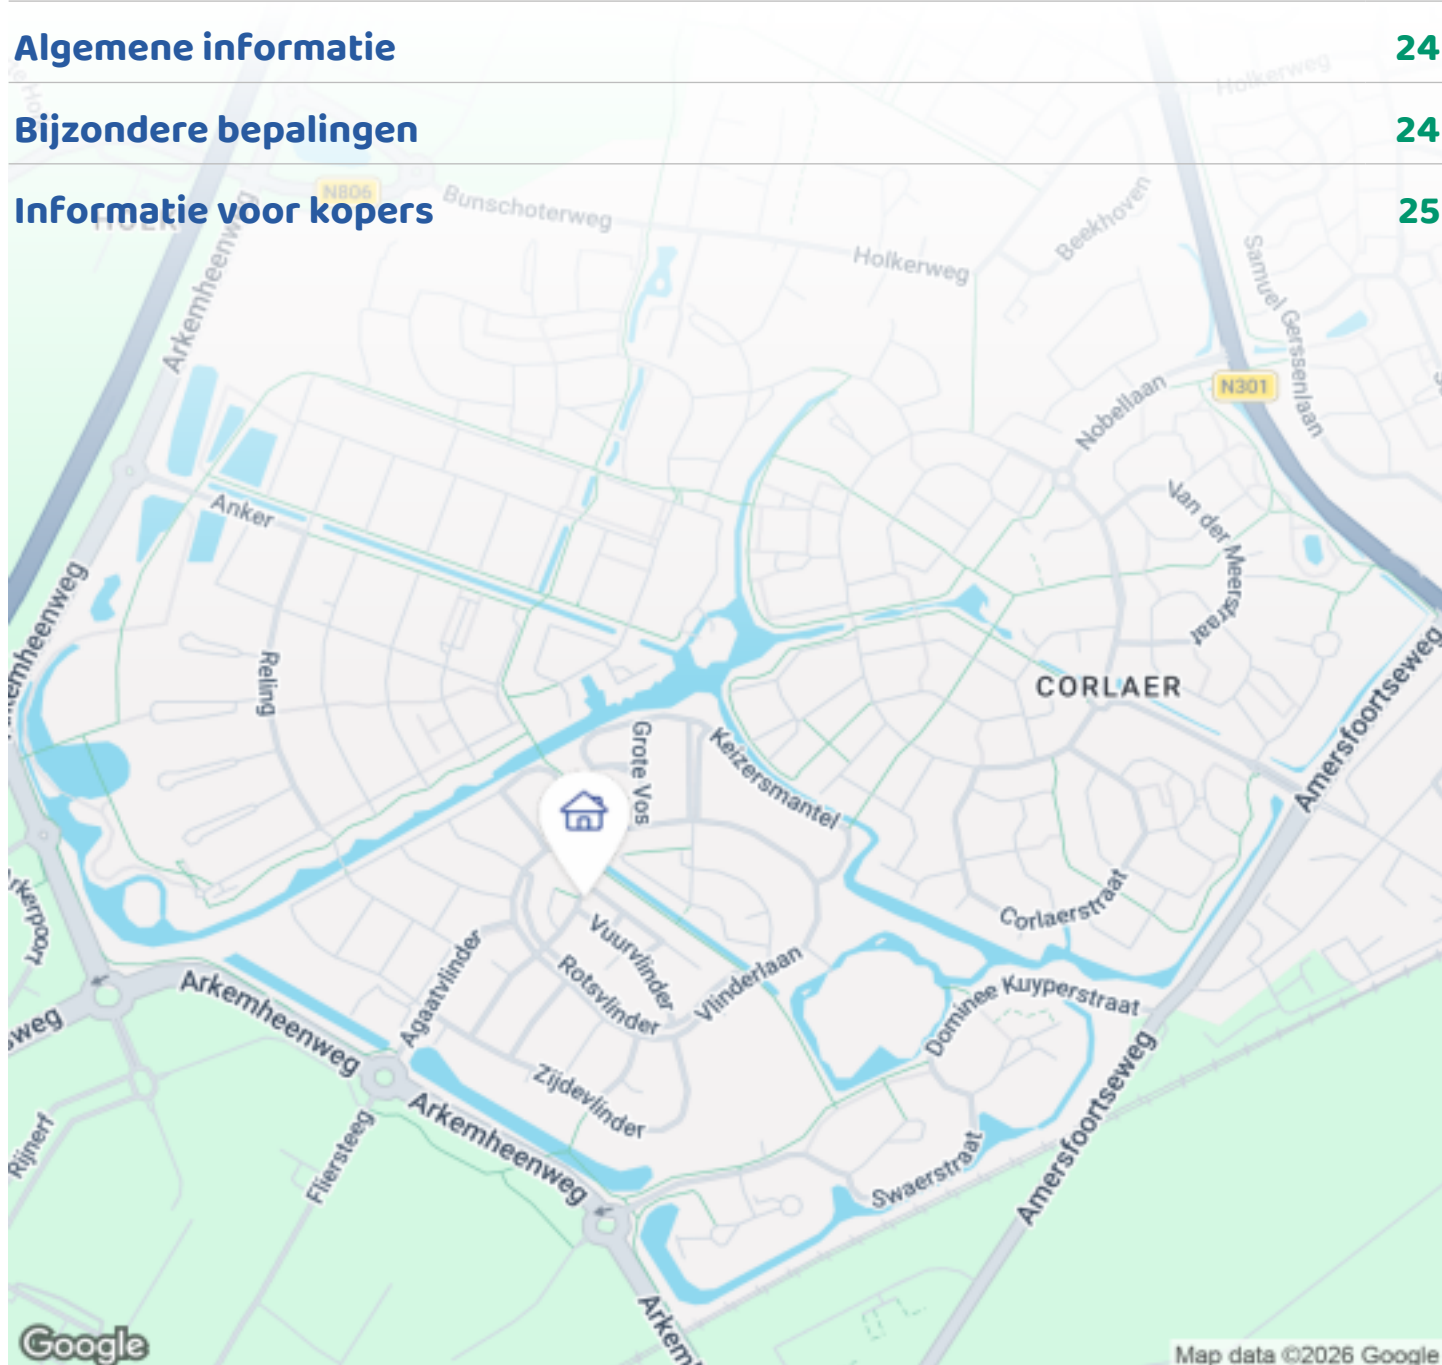 Algemene informatie 24
Bijzondere bepalingen 24
Informatie voor kopers 25
Holkerweg
N806
Bunschoterweg
Arkemheenweg
Holkerweg
Beekhoven
Samuel Gerssenlaan
N301
Nobellaan
Van der Meerstraat
Anker
Reling
CORLAER
Amersfoortseweg
Grote Vos
Keizersmantel
Corlaerstraat
Vuurvlinder
Rotsvlinder
Vlinderlaan
Agaatvlinder
Zijdevlinder
Dominee Kuyperstraat
Arkemheenweg
Arkemheenweg
Fliersteeg
Rijnerf
Swaerstraat
Amersfoortseweg
Google
Map data ©2026 Google